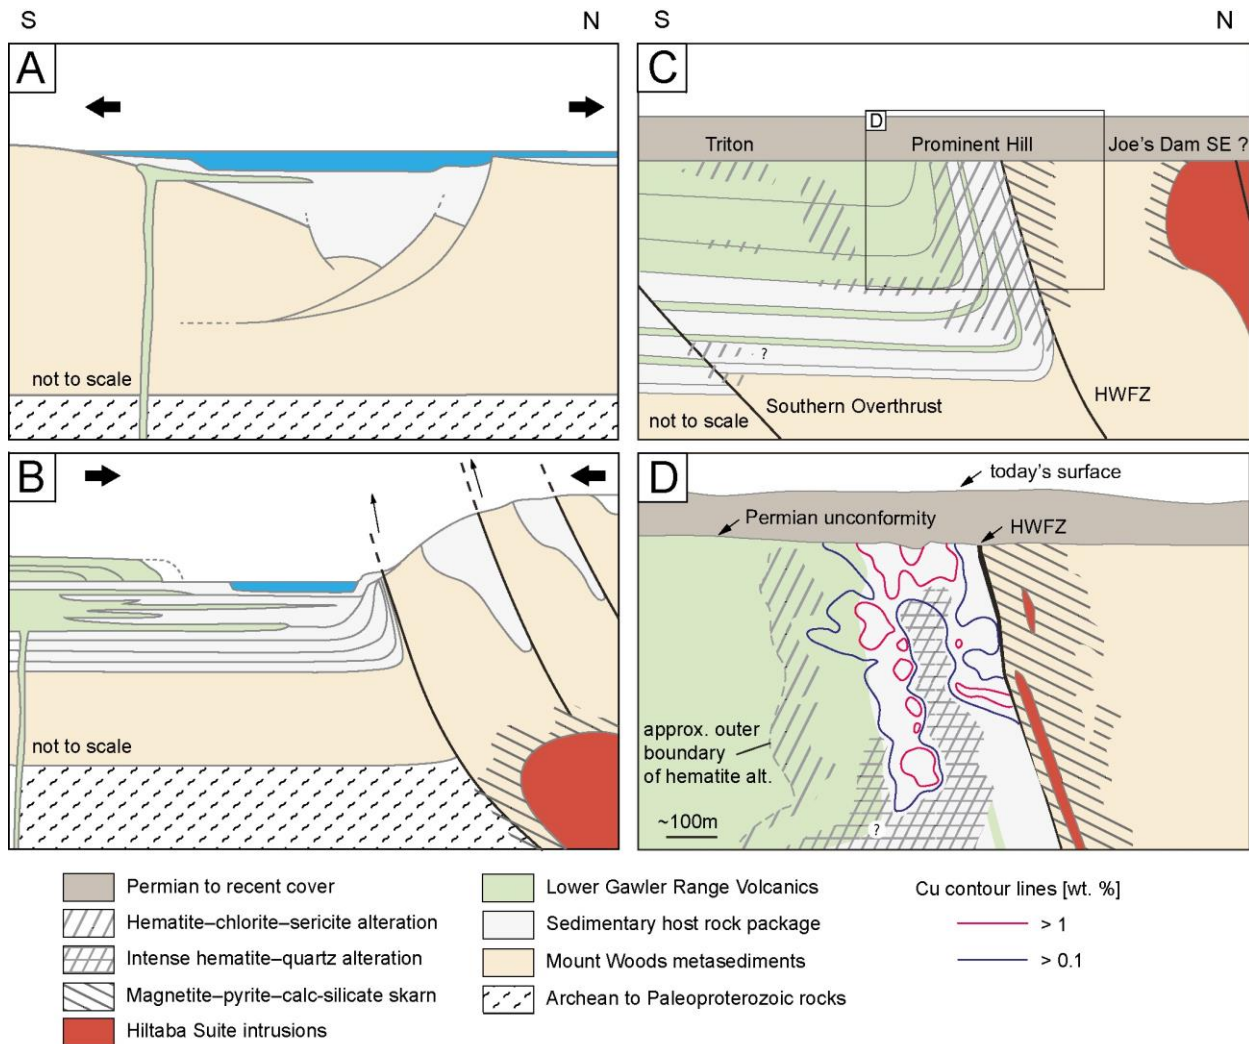 S
N
S
N
A
not to scale
B
not to scale
C
D
Triton
Prominent Hill
Joe's Dam SE ?
?
Southern Overthrust
HWFZ
not to scale
D
today's surface
Permian unconformity
HWFZ
approx. outer
boundary
of hematite alt.
~100m
?
Permian to recent cover
Hematite–chlorite–sericite alteration
Intense hematite–quartz alteration
Magnetite–pyrite–calc-silicate skarn
Hiltaba Suite intrusions
Lower Gawler Range Volcanics
Sedimentary host rock package
Mount Woods metasediments
Archean to Paleoproterozoic rocks
Cu contour lines [wt. %]
> 1
> 0.1